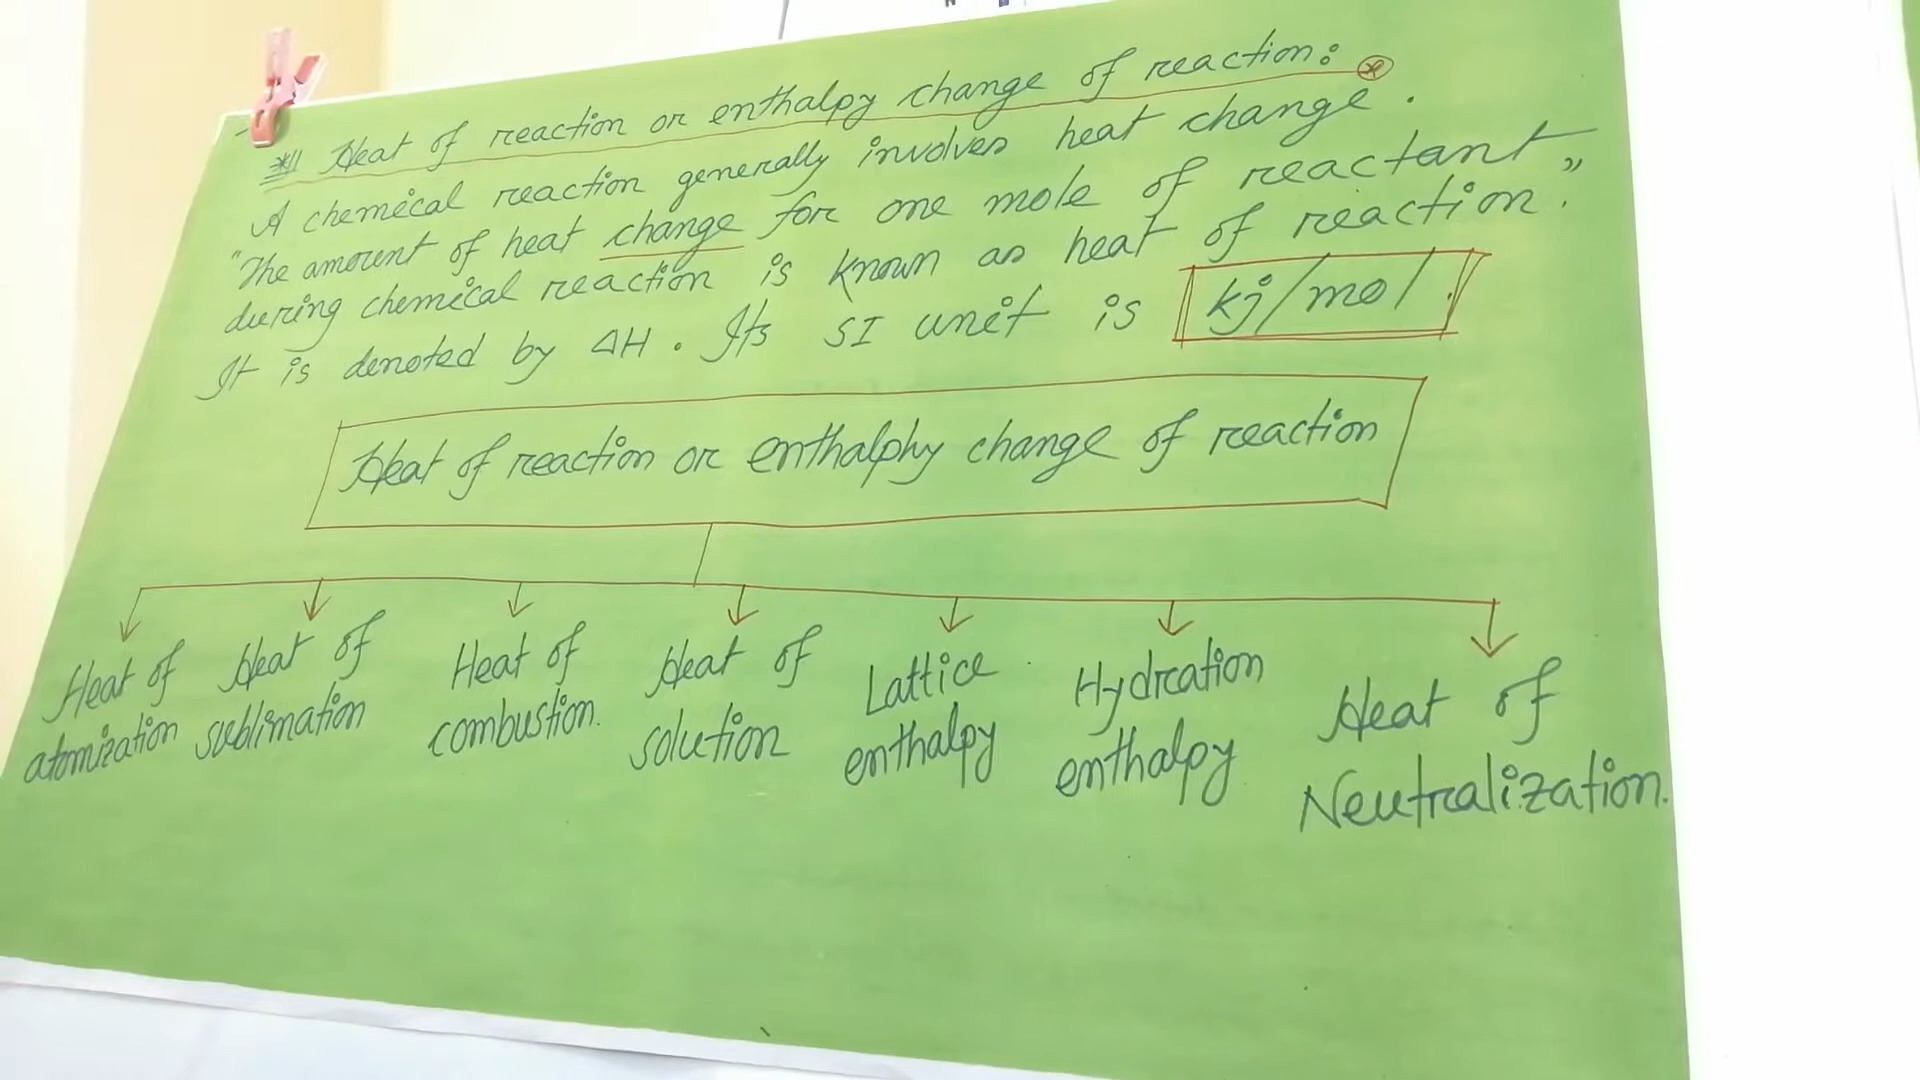 *// Heat of reaction or enthalpy change of reaction:
A chemical reaction generally involves heat change.
"The amount of heat change for one mole of reactant
during chemical reaction is known as heat of reaction."
It is denoted by ΔH. Its SI unit is kj/mol.
Heat of reaction or enthalphy change of reaction
Heat of atomization
Heat of sublimation
Heat of combustion.
Heat of solution
Lattice enthalpy
Hydration enthalpy
Heat of Neutralization.